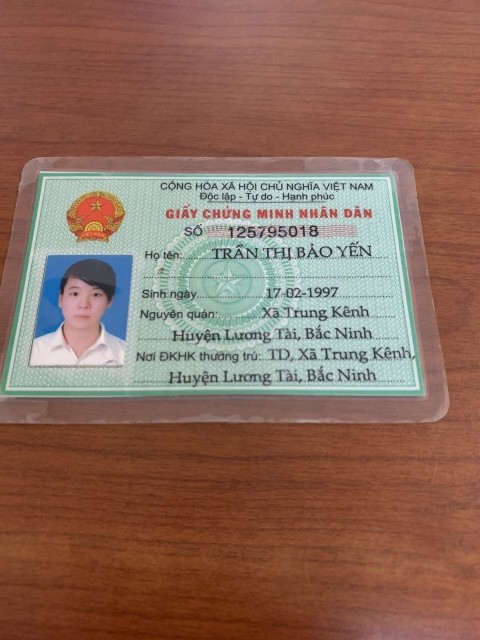 CỘNG HÒA XÃ HỘI CHỦ NGHĨA VIỆT NAM
Độc lập - Tự do - Hạnh phúc
GIẤY CHỨNG MINH NHÂN DÂN
SỐ 125795018
Họ tên: TRẦN THỊ BẢO YẾN
Sinh ngày 17-02-1997
Nguyên quán: Xã Trung Kênh
Huyện Lương Tài, Bắc Ninh
Nơi ĐKHK thường trú: TD, Xã Trung Kênh,
Huyện Lương Tài, Bắc Ninh